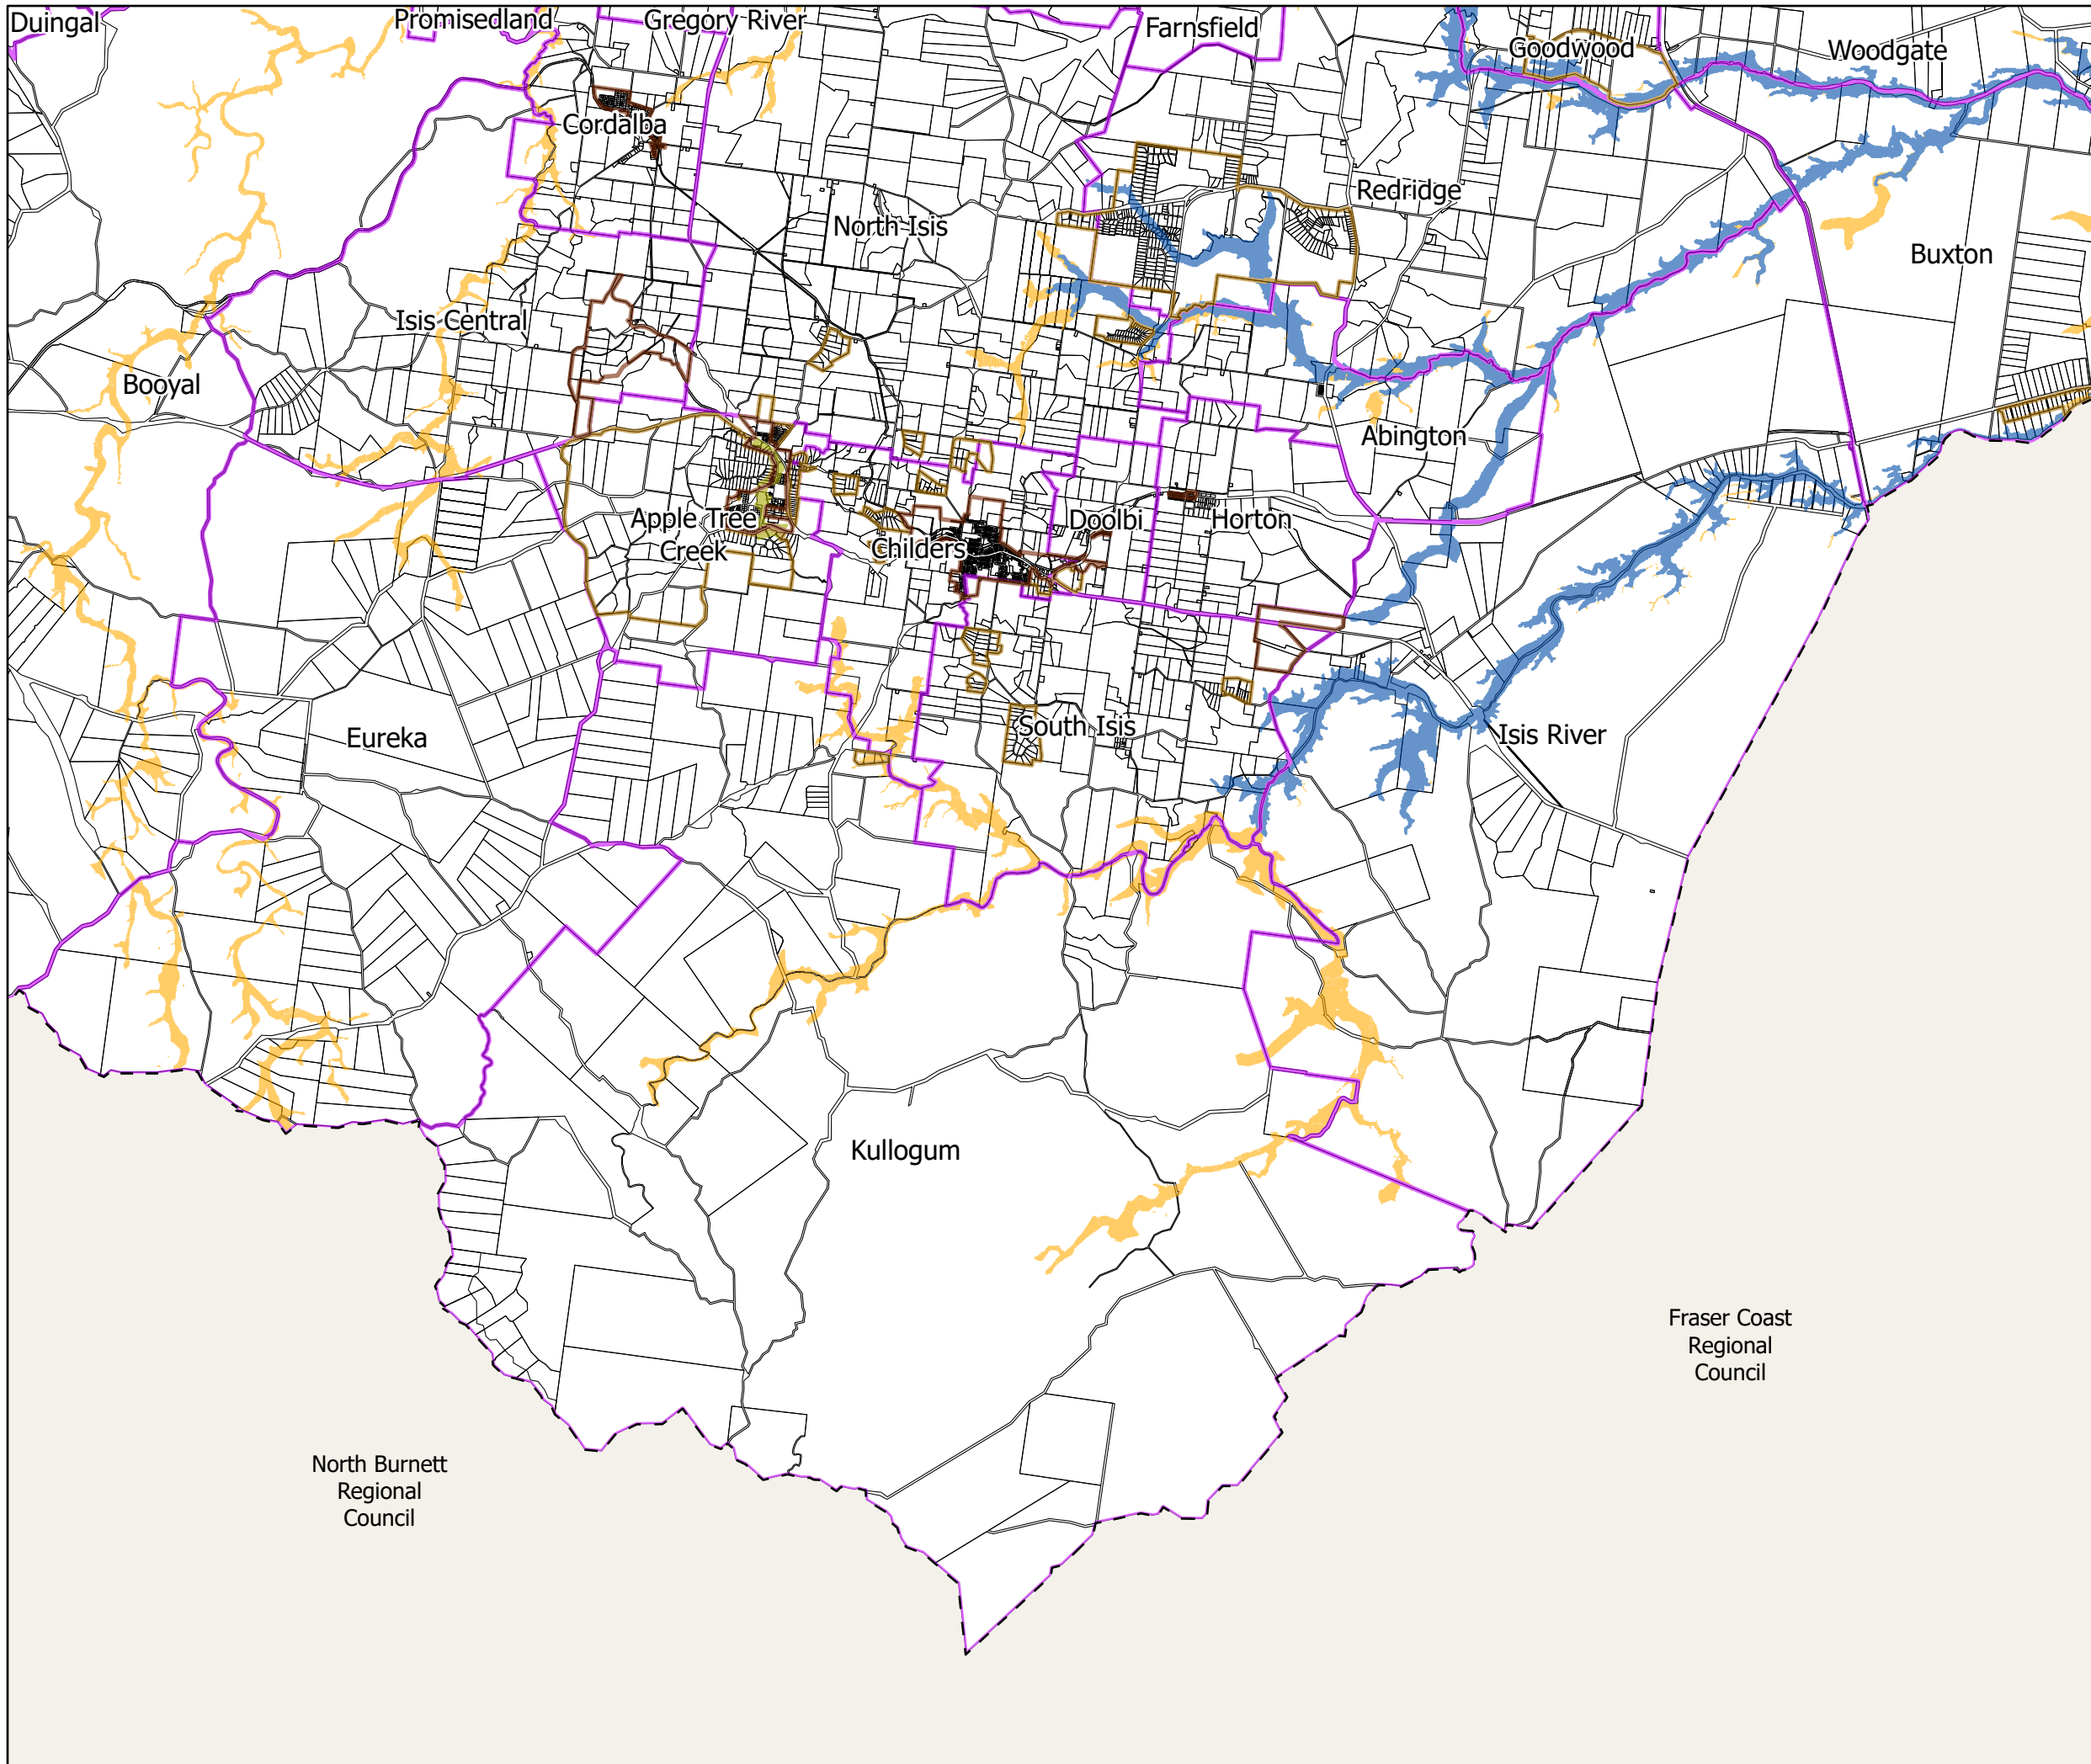 Duingal
Promisedland
Gregory River
Farnsfield
Goodwood
Woodgate
Cordalba
Redridge
North Isis
Buxton
Isis Central
Booyal
Abington
Apple Tree
Creek
Childers
Doolbi
Horton
Eureka
South Isis
Isis River
Kullogum
Fraser Coast
Regional
Council
North Burnett
Regional
Council